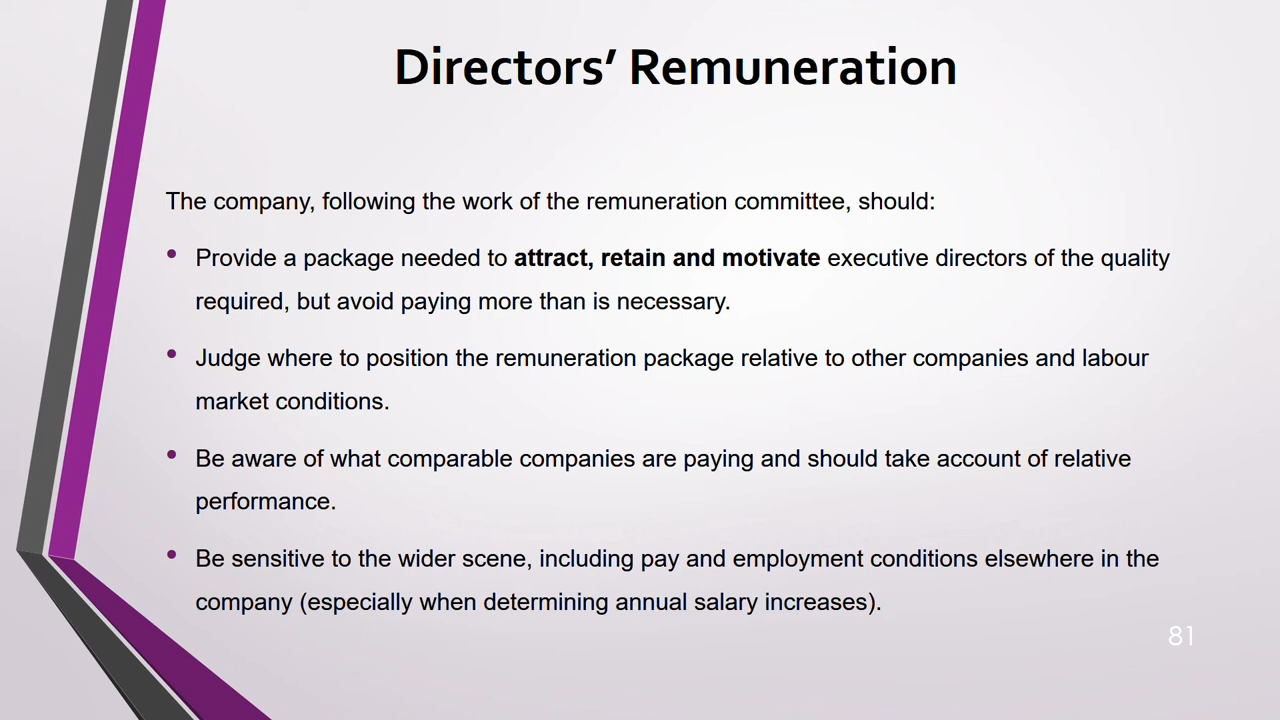 Directors’ Remuneration
The company, following the work of the remuneration committee, should:
• Provide a package needed to attract, retain and motivate executive directors of the quality
required, but avoid paying more than is necessary.
• Judge where to position the remuneration package relative to other companies and labour
market conditions.
• Be aware of what comparable companies are paying and should take account of relative
performance.
• Be sensitive to the wider scene, including pay and employment conditions elsewhere in the
company (especially when determining annual salary increases).
81